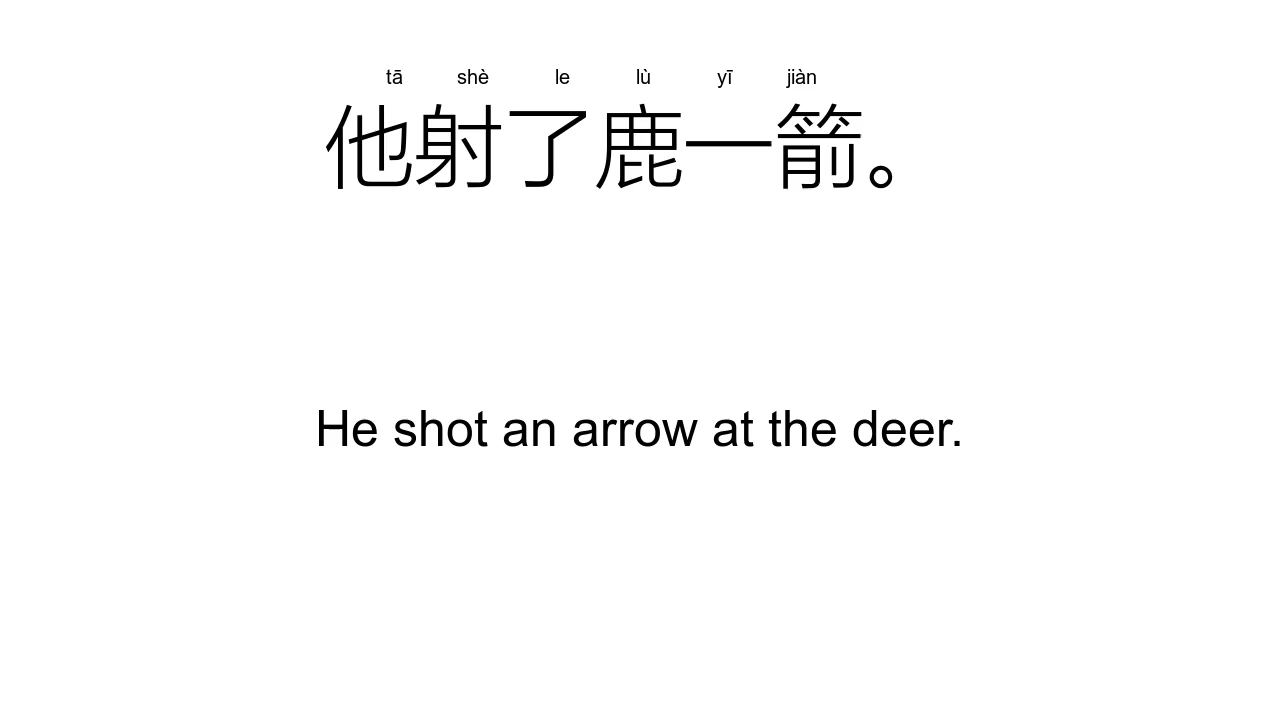 tā shè le lù yī jiàn
他射了鹿一箭。
He shot an arrow at the deer.